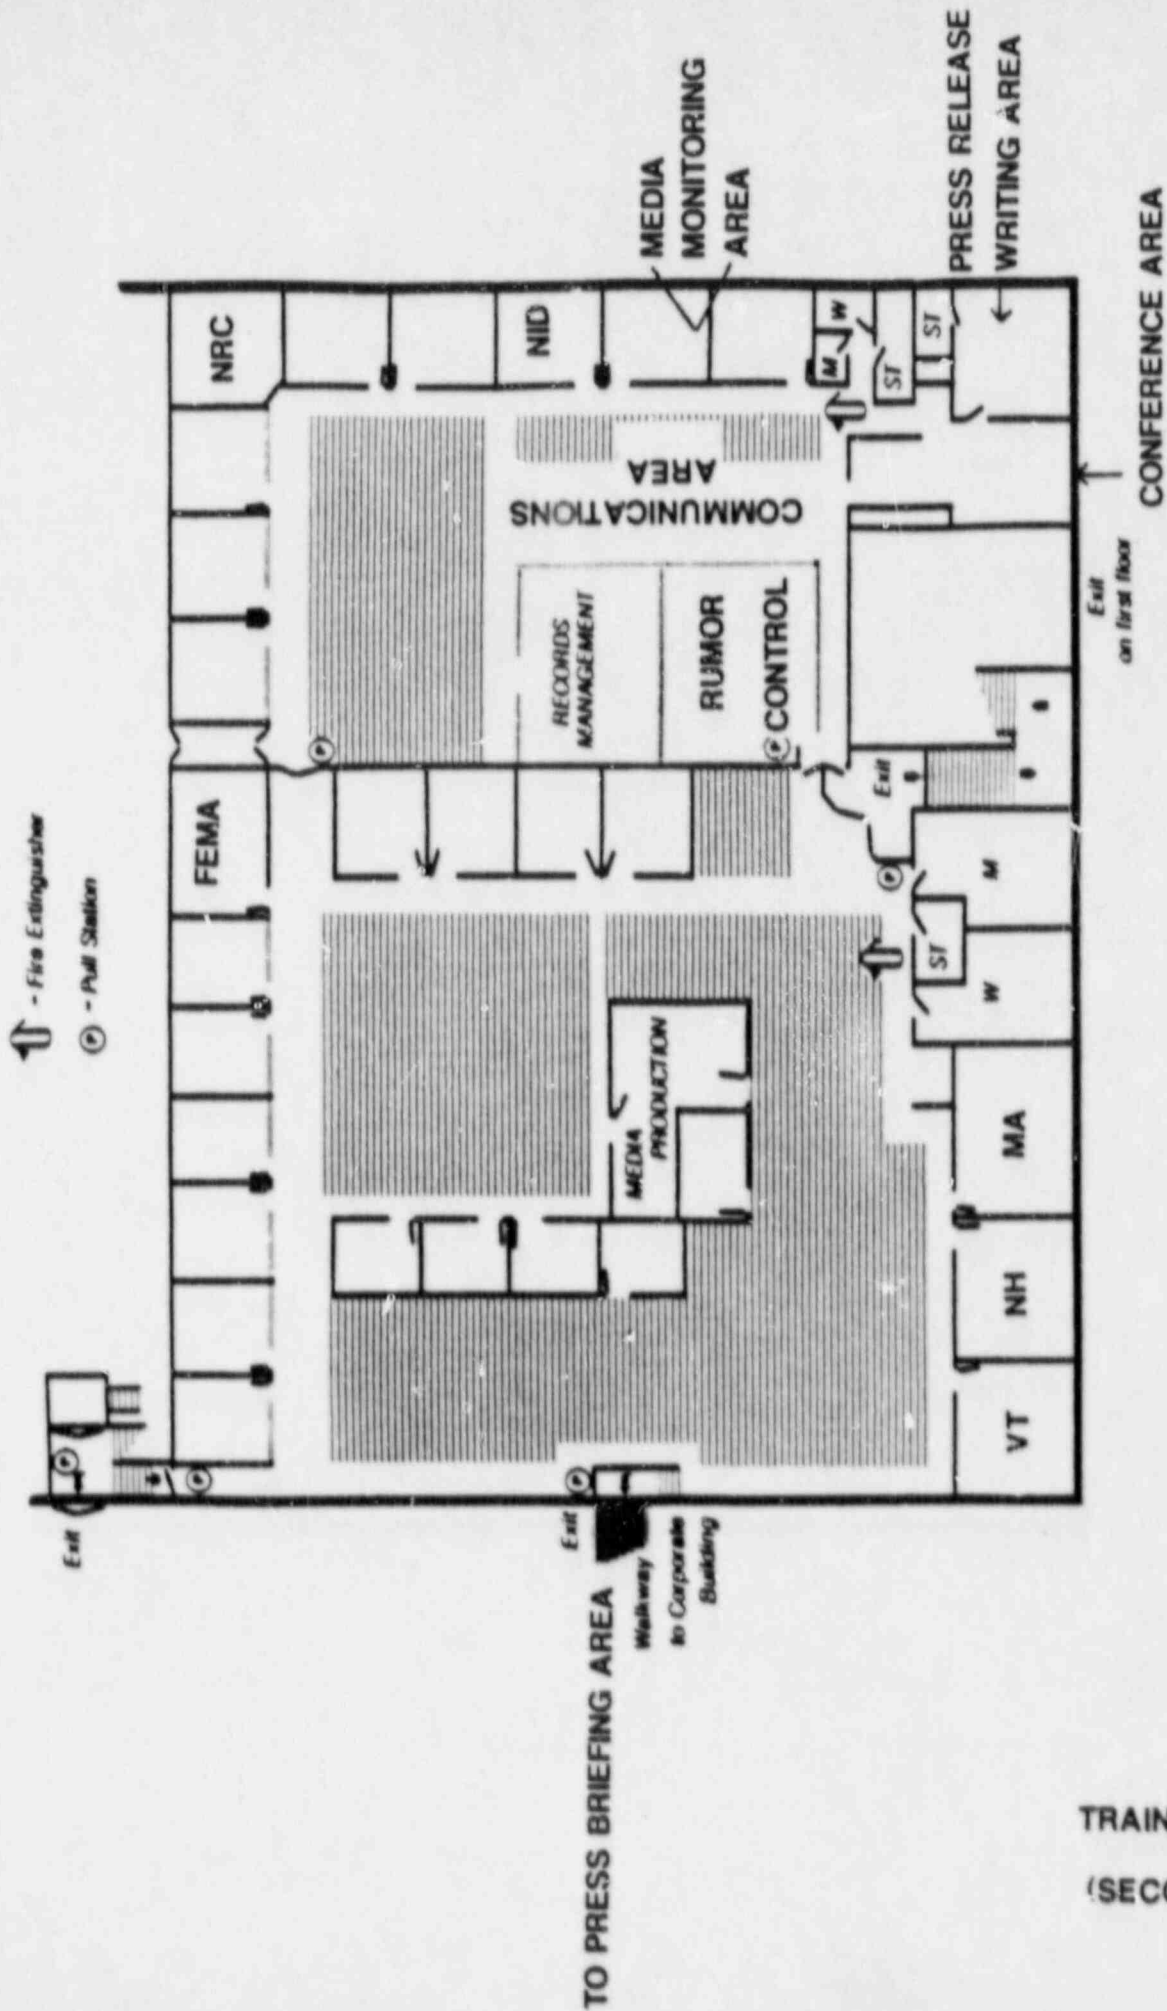 - Fire Extinguisher
P - Pull Station
Exit
P
P
FEMA
NRC
P
NID
MEDIA
MONITORING
AREA
COMMUNICATIONS
AREA
RECORDS
MANAGEMENT
RUMOR
CONTROL
P
MEDIA
PRODUCTION
Exit
P
TO PRESS BRIEFING AREA
Walkway
to Corporate
Building
M
W
ST
ST
PRESS RELEASE
WRITING AREA
Exit
P
ST
W
M
VT
NH
MA
Exit
on first floor
CONFERENCE AREA
TRAIN
(SECO